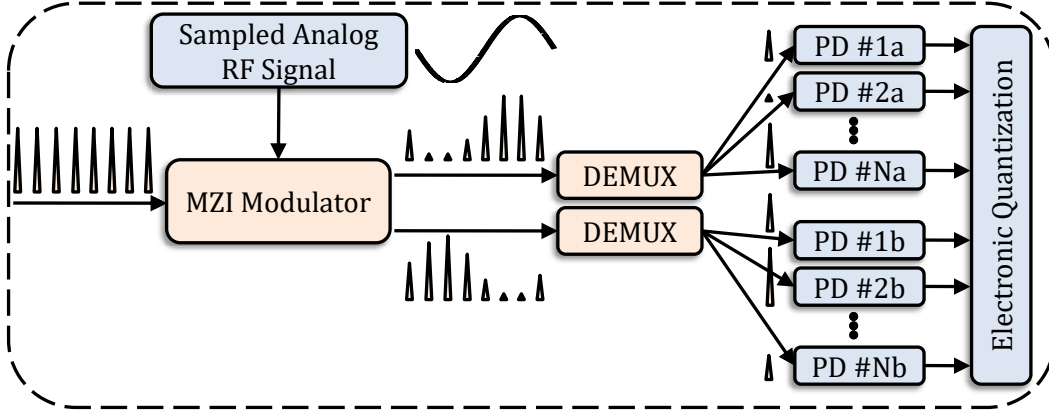 Sampled Analog
RF Signal
MZI Modulator
DEMUX
DEMUX
PD #1a
PD #2a
PD #Na
PD #1b
PD #2b
PD #Nb
Electronic Quantization